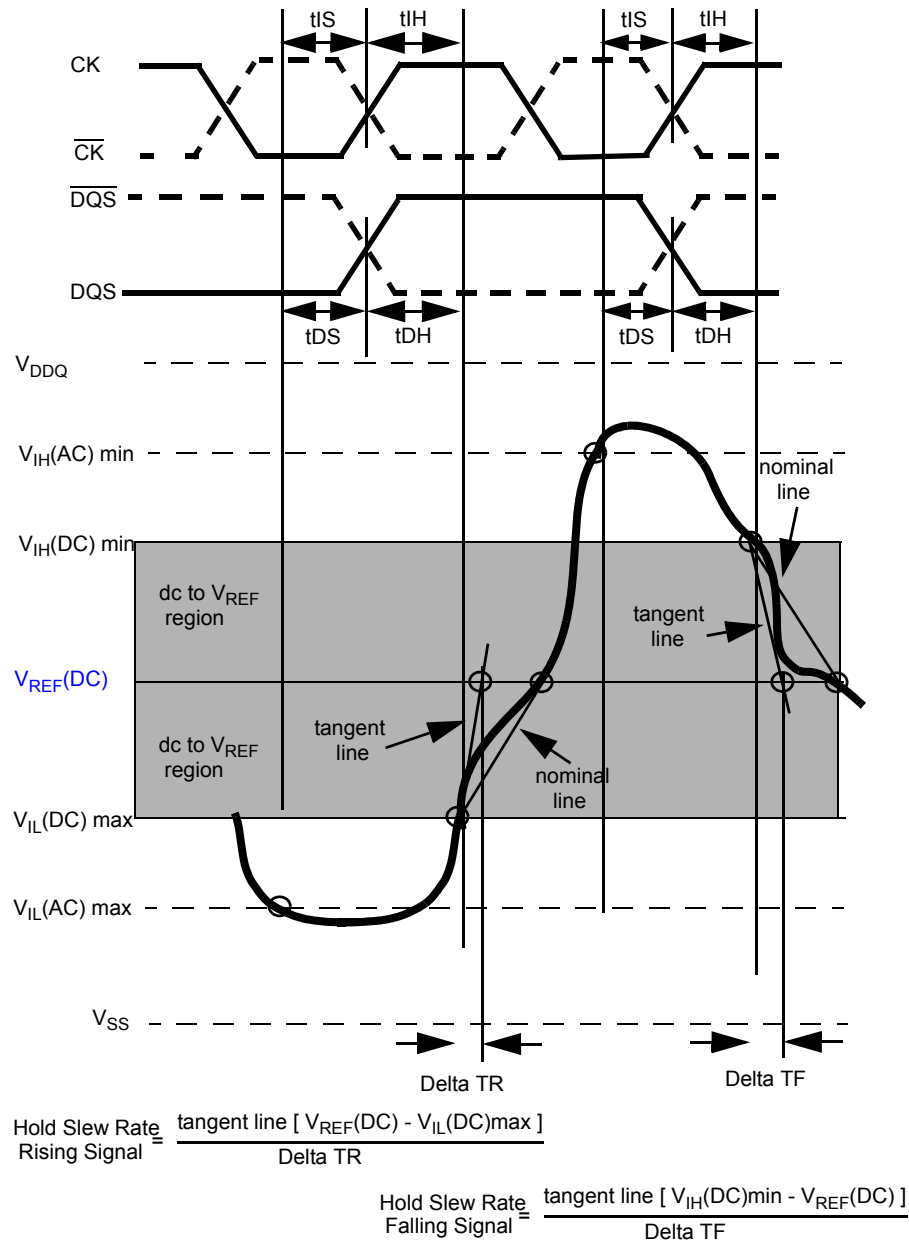 tIS tIH tIS tIH
CK
CK
DQS
DQS
tDS tDH tDS tDH
VDDQ
VIH(AC) min
nominal
line
VIH(DC) min
dc to VREF
region
tangent
line
VREF(DC)
tangent
line
dc to VREF
region
nominal
line
VIL(DC) max
VIL(AC) max
VSS
Delta TR Delta TF
Hold Slew Rate
Rising Signal = tangent line [ VREF(DC) - VIL(DC)max ]
Delta TR
Hold Slew Rate
Falling Signal = tangent line [ VIH(DC)min - VREF(DC) ]
Delta TF